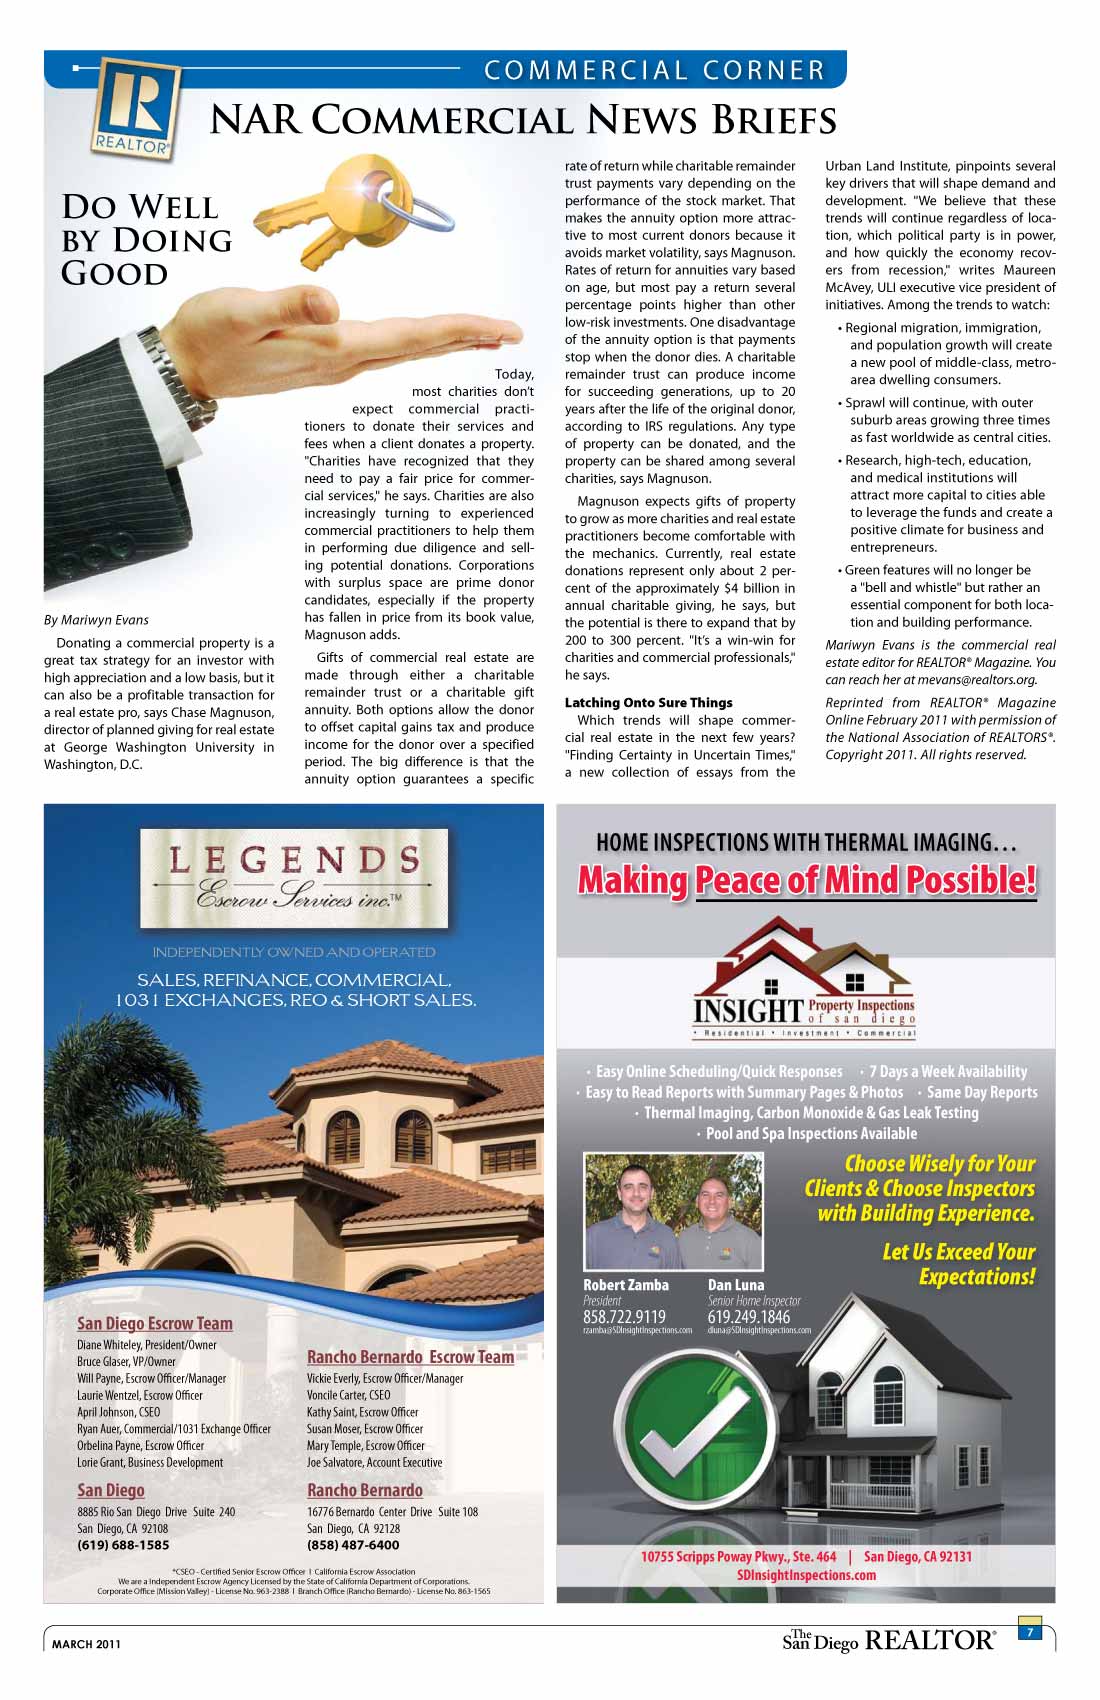 COMMERCIAL CORNER
R
REALTOR®
NAR Commercial News Briefs
Do Well
by Doing
Good
By Mariwyn Evans
Donating a commercial property is a
great tax strategy for an investor with
high appreciation and a low basis, but it
can also be a profitable transaction for
a real estate pro, says Chase Magnuson,
director of planned giving for real estate
at George Washington University in
Washington, D.C.
Today,
most charities don't
expect commercial practi-
tioners to donate their services and
fees when a client donates a property.
"Charities have recognized that they
need to pay a fair price for commer-
cial services," he says. Charities are also
increasingly turning to experienced
commercial practitioners to help them
in performing due diligence and sell-
ing potential donations. Corporations
with surplus space are prime donor
candidates, especially if the property
has fallen in price from its book value,
Magnuson adds.
Gifts of commercial real estate are
made through either a charitable
remainder trust or a charitable gift
annuity. Both options allow the donor
to offset capital gains tax and produce
income for the donor over a specified
period. The big difference is that the
annuity option guarantees a specific
rate of return while charitable remainder
trust payments vary depending on the
performance of the stock market. That
makes the annuity option more attrac-
tive to most current donors because it
avoids market volatility, says Magnuson.
Rates of return for annuities vary based
on age, but most pay a return several
percentage points higher than other
low-risk investments. One disadvantage
of the annuity option is that payments
stop when the donor dies. A charitable
remainder trust can produce income
for succeeding generations, up to 20
years after the life of the original donor,
according to IRS regulations. Any type
of property can be donated, and the
property can be shared among several
charities, says Magnuson.
Magnuson expects gifts of property
to grow as more charities and real estate
practitioners become comfortable with
the mechanics. Currently, real estate
donations represent only about 2 per-
cent of the approximately $4 billion in
annual charitable giving, he says, but
the potential is there to expand that by
200 to 300 percent. "It's a win-win for
charities and commercial professionals,"
he says.
Latching Onto Sure Things
Which trends will shape commer-
cial real estate in the next few years?
"Finding Certainty in Uncertain Times,"
a new collection of essays from the
Urban Land Institute, pinpoints several
key drivers that will shape demand and
development. "We believe that these
trends will continue regardless of loca-
tion, which political party is in power,
and how quickly the economy recov-
ers from recession," writes Maureen
McAvey, ULI executive vice president of
initiatives. Among the trends to watch:
• Regional migration, immigration,
and population growth will create
a new pool of middle-class, metro-
area dwelling consumers.
• Sprawl will continue, with outer
suburb areas growing three times
as fast worldwide as central cities.
• Research, high-tech, education,
and medical institutions will
attract more capital to cities able
to leverage the funds and create a
positive climate for business and
entrepreneurs.
• Green features will no longer be
a "bell and whistle" but rather an
essential component for both loca-
tion and building performance.
Mariwyn Evans is the commercial real
estate editor for REALTOR® Magazine. You
can reach her at mevans@realtors.org.
Reprinted from REALTOR® Magazine
Online February 2011 with permission of
the National Association of REALTORS®.
Copyright 2011. All rights reserved.
LEGENDS
Escrow Services inc.™
INDEPENDENTLY OWNED AND OPERATED
SALES, REFINANCE, COMMERCIAL,
1031 EXCHANGES, REO & SHORT SALES.
San Diego Escrow Team
Diane Whiteley, President/Owner
Bruce Glaser, VP/Owner
Will Payne, Escrow Officer/Manager
Laurie Wentzel, Escrow Officer
April Johnson, CSEO
Ryan Auer, Commercial/1031 Exchange Officer
Orbelina Payne, Escrow Officer
Lorie Grant, Business Development
San Diego
8885 Rio San Diego Drive Suite 240
San Diego, CA 92108
(619) 688-1585
Rancho Bernardo Escrow Team
Vickie Everly, Escrow Officer/Manager
Voncile Carter, CSEO
Kathy Saint, Escrow Officer
Susan Moser, Escrow Officer
Mary Temple, Escrow Officer
Joe Salvatore, Account Executive
Rancho Bernardo
16776 Bernardo Center Drive Suite 108
San Diego, CA 92128
(858) 487-6400
*CSEO - Certified Senior Escrow Officer I California Escrow Association
We are a Independent Escrow Agency Licensed by the State of California Department of Corporations.
Corporate Office (Mission Valley) - License No. 963-2388 I Branch Office (Rancho Bernardo) - License No. 863-1565
HOME INSPECTIONS WITH THERMAL IMAGING...
Making Peace of Mind Possible!
INSIGHT Property Inspections
of san diego
• Residential • Investment • Commercial
· Easy Online Scheduling/Quick Responses · 7 Days a Week Availability
· Easy to Read Reports with Summary Pages & Photos · Same Day Reports
· Thermal Imaging, Carbon Monoxide & Gas Leak Testing
· Pool and Spa Inspections Available
Choose Wisely for Your
Clients & Choose Inspectors
with Building Experience.
Let Us Exceed Your
Expectations!
Robert Zamba
President
858.722.9119
rzamba@SDInsightInspections.com
Dan Luna
Senior Home Inspector
619.249.1846
dluna@SDInsightInspections.com
10755 Scripps Poway Pkwy., Ste. 464 | San Diego, CA 92131
SDInsightInspections.com
MARCH 2011
The San Diego REALTOR®
7